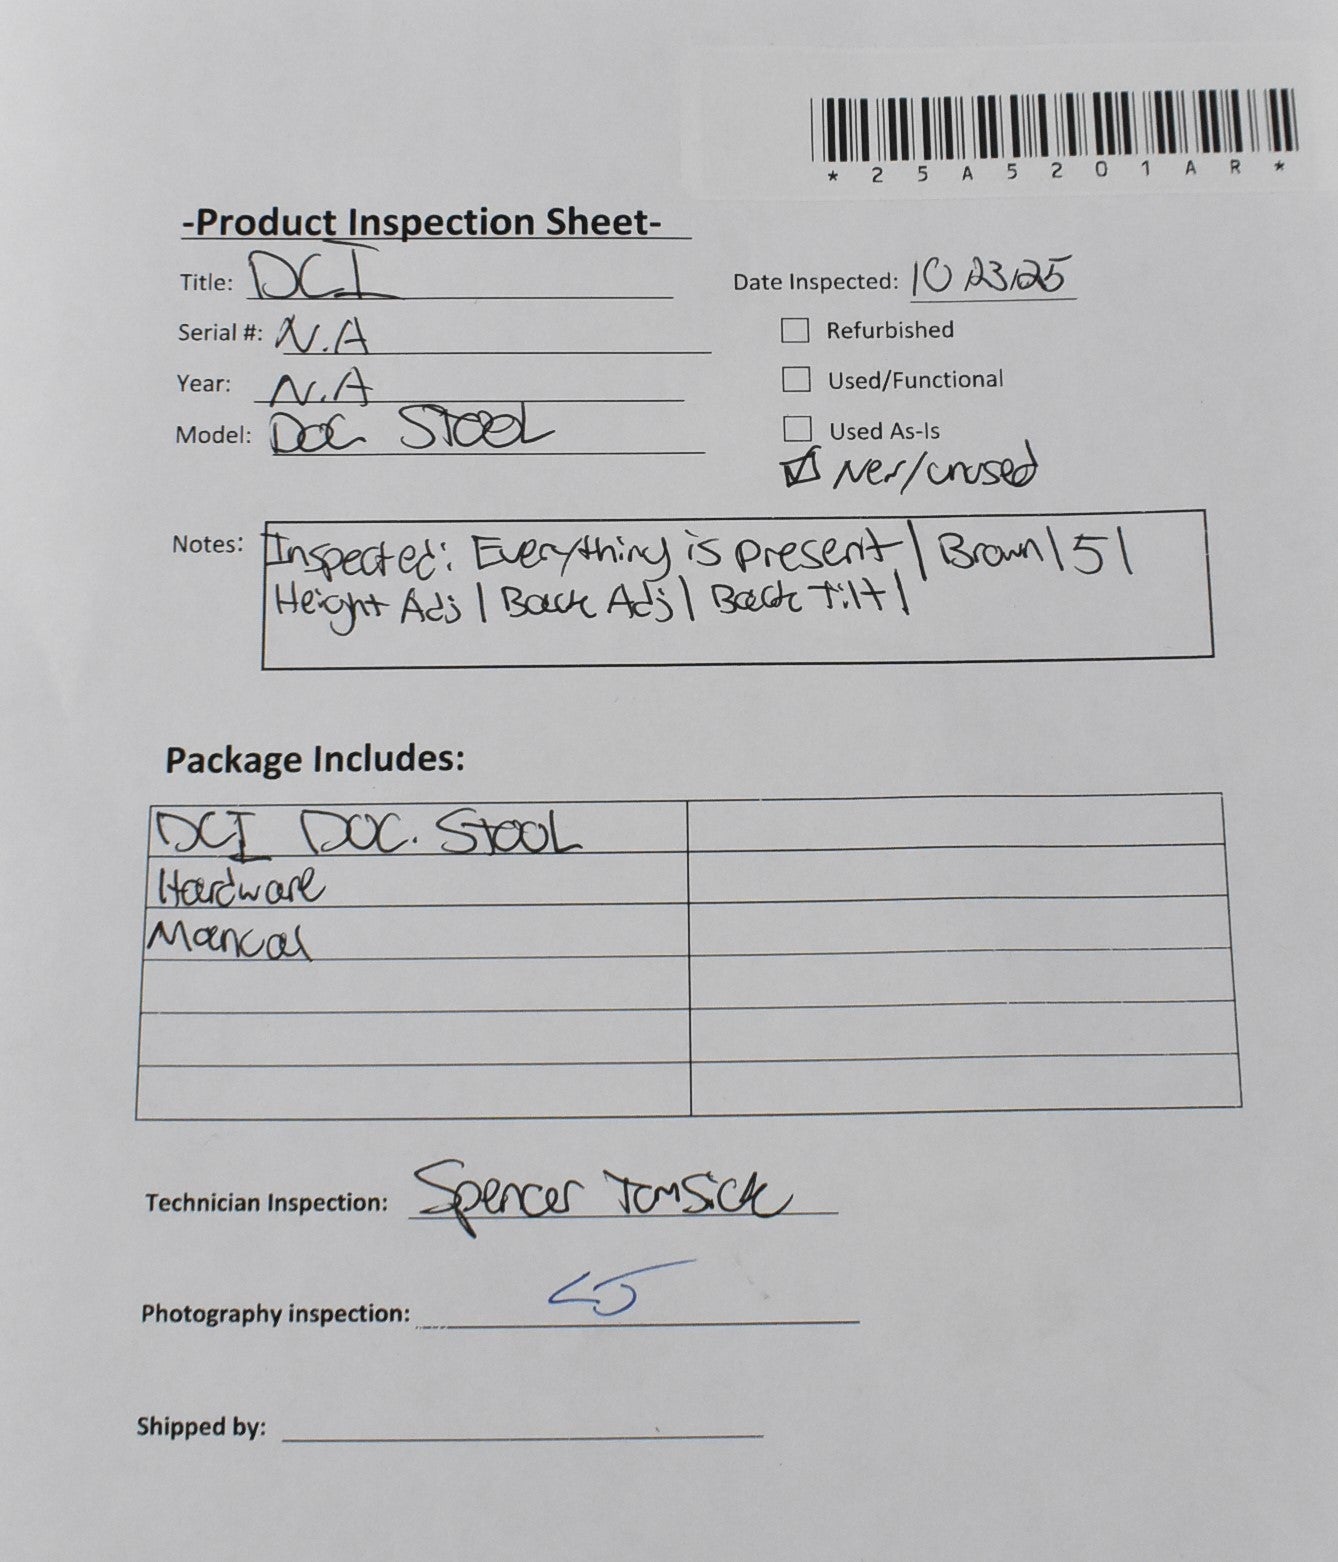 *25A5201AR*
-Product Inspection Sheet-
Title: DCI
Date Inspected: 10/23/25
Serial #: N.A
Refurbished
Year: N.A
Used/Functional
Model: DOC STOOL
Used As-Is
New/unused
Notes: Inspected: Everything is present | Brown | 5 |
Height Adj | Back Adj | Back Tilt |
Package Includes:
DCI DOC. STOOL
Hardware
Manual
Technician Inspection: Spencer Tomsick
Photography inspection:
Shipped by: